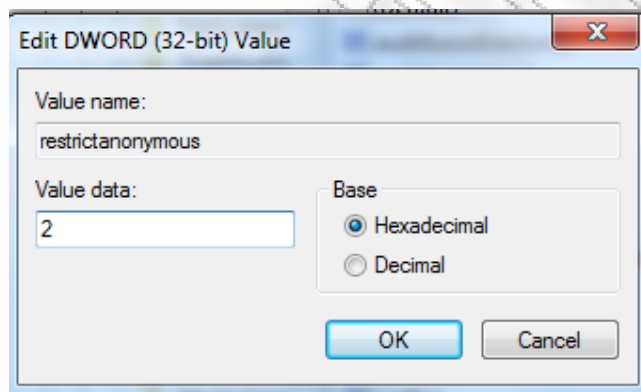 Edit DWORD (32-bit) Value
Value name:
restrictanonymous
Value data:
2
Base
Hexadecimal
Decimal
OK
Cancel